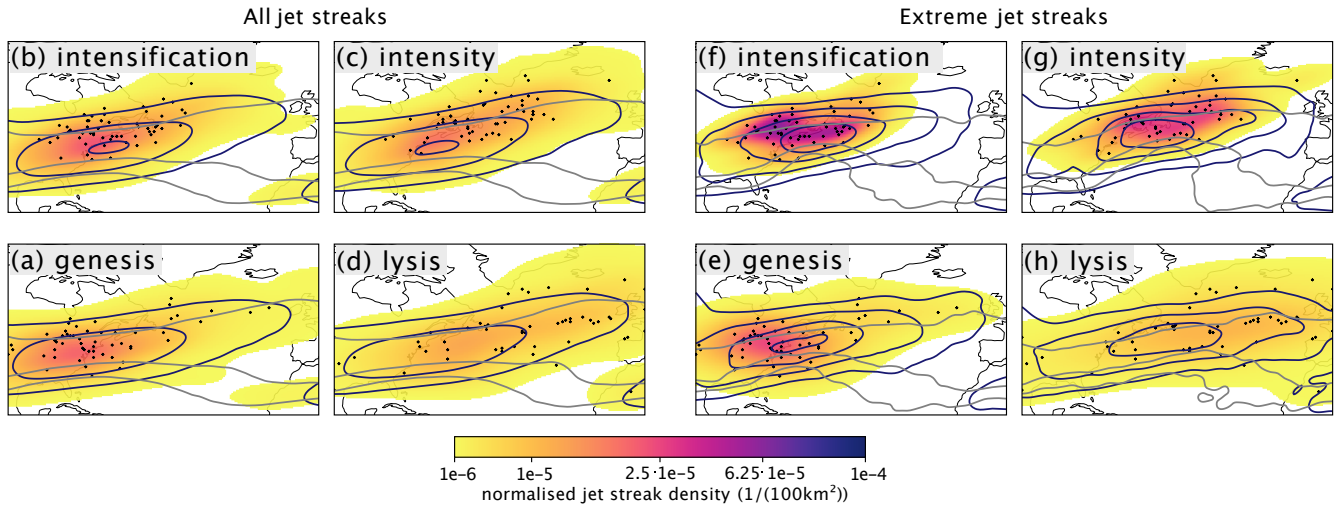 All jet streaks
Extreme jet streaks
(b) intensification
(c) intensity
(f) intensification
(g) intensity
(a) genesis
(d) lysis
(e) genesis
(h) lysis
1e-6
1e-5
2.5·1e-5
6.25·1e-5
1e-4
normalised jet streak density (1/(100km²))